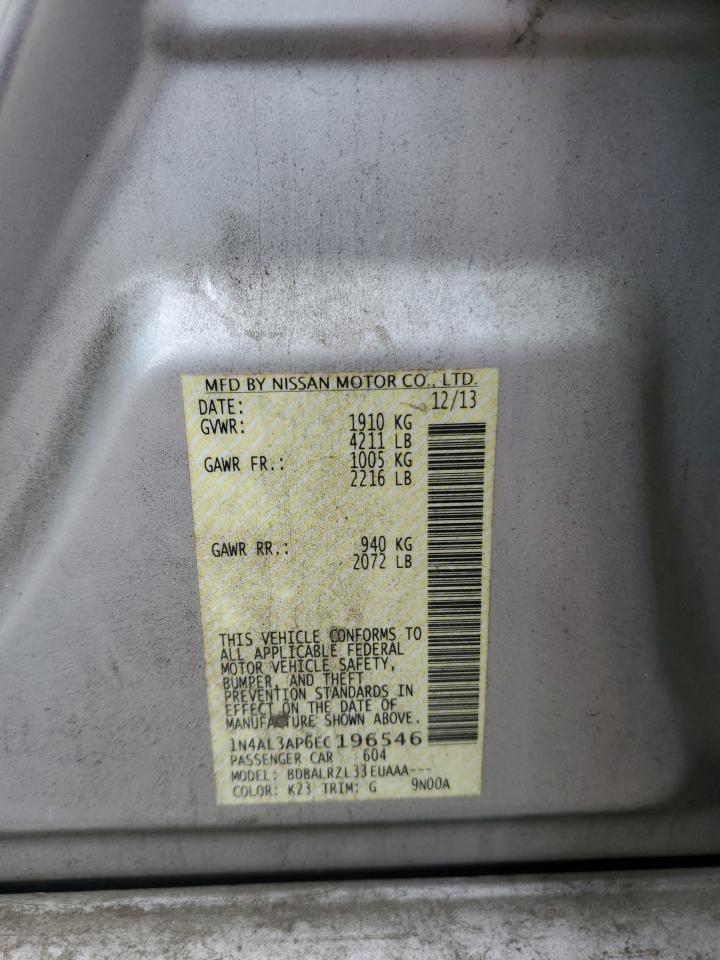 MFD BY NISSAN MOTOR CO., LTD.
DATE: 12/13
GVWR: 1910 KG
4211 LB
GAWR FR.: 1005 KG
2216 LB
GAWR RR.: 940 KG
2072 LB
THIS VEHICLE CONFORMS TO
ALL APPLICABLE FEDERAL
MOTOR VEHICLE SAFETY,
BUMPER, AND THEFT
PREVENTION STANDARDS IN
EFFECT ON THE DATE OF
MANUFACTURE SHOWN ABOVE.
1N4AL3AP6EC196546
PASSENGER CAR 604
MODEL: BDBALRZL33EUAAA---
COLOR: K23 TRIM: G 9N00A